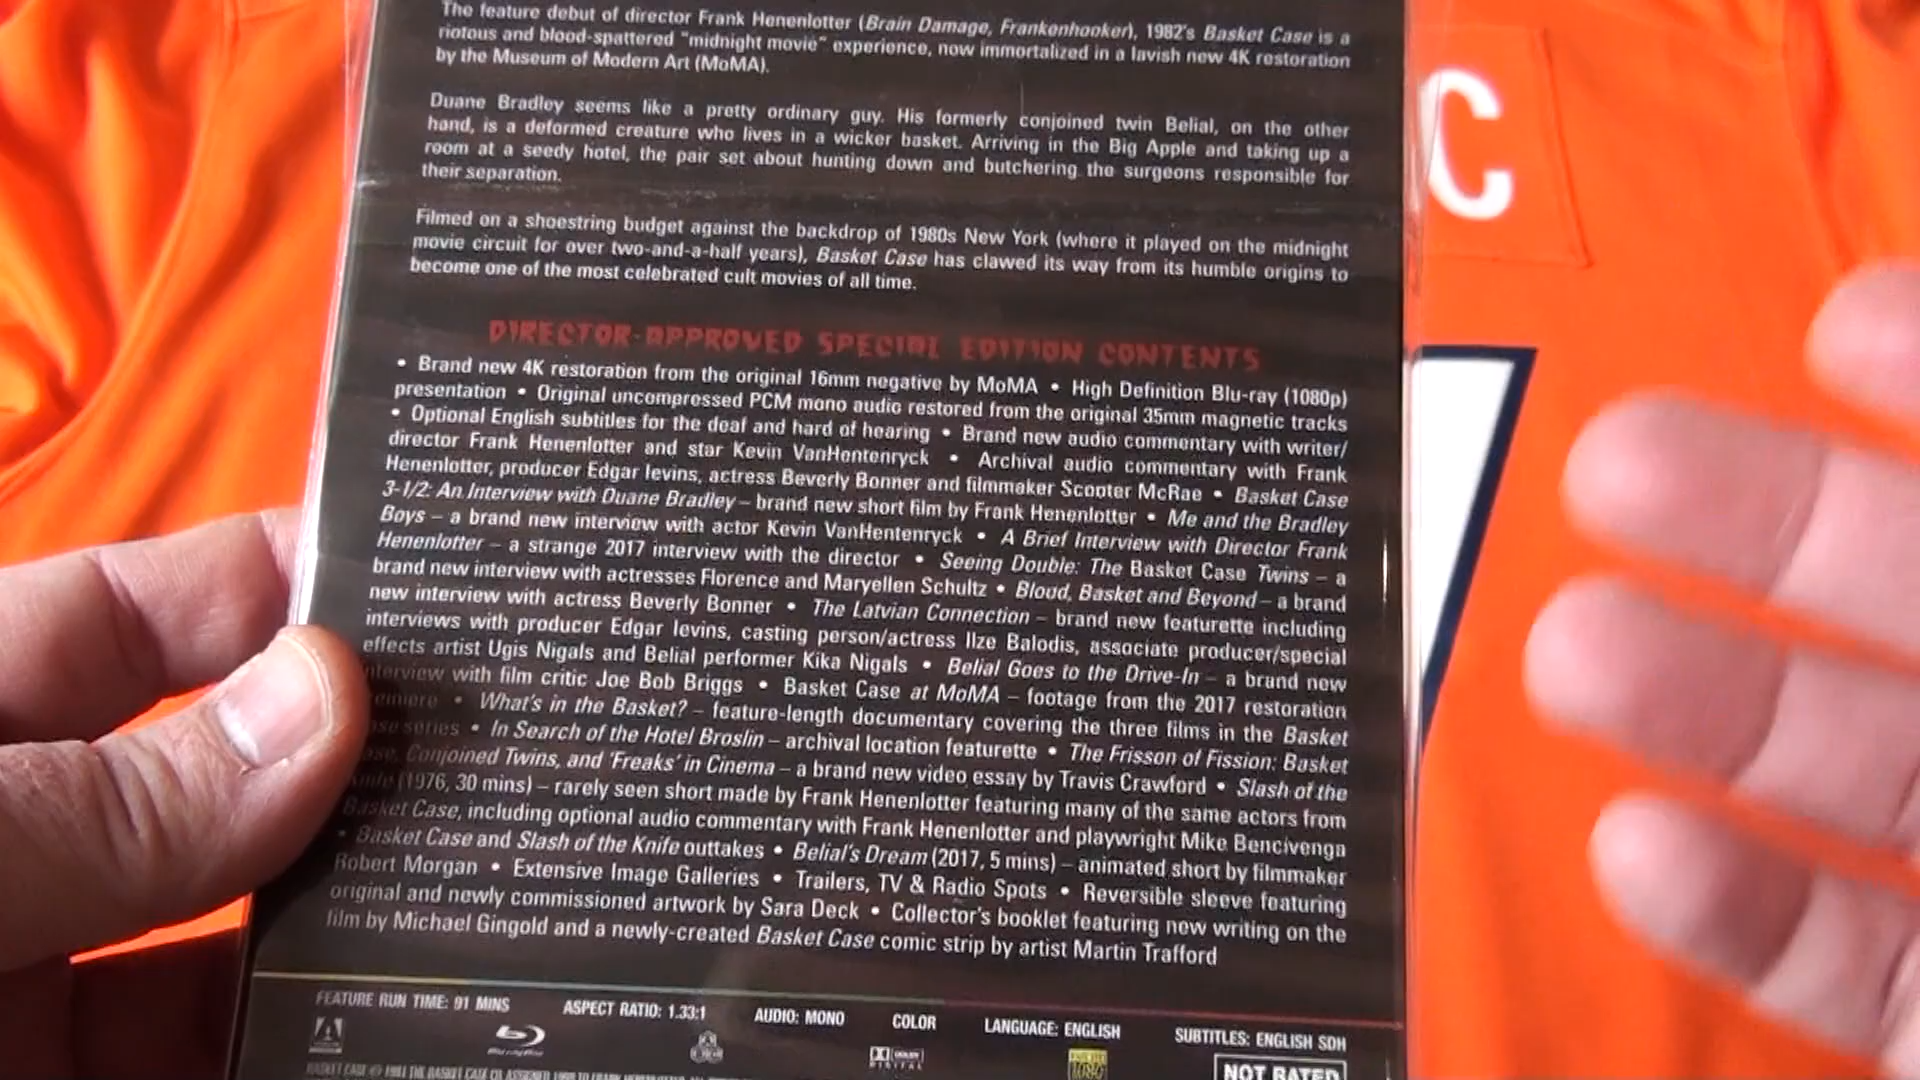 The feature debut of director Frank Henenlotter (Brain Damage, Frankenhooker), 1982's Basket Case is a
riotous and blood-spattered "midnight movie" experience, now immortalized in a lavish new 4K restoration
by the Museum of Modern Art (MoMA).
Duane Bradley seems like a pretty ordinary guy. His formerly conjoined twin Belial, on the other
hand, is a deformed creature who lives in a wicker basket. Arriving in the Big Apple and taking up a
room at a seedy hotel, the pair set about hunting down and butchering the surgeons responsible for
their separation.
Filmed on a shoestring budget against the backdrop of 1980s New York (where it played on the midnight
movie circuit for over two-and-a-half years), Basket Case has clawed its way from its humble origins to
become one of the most celebrated cult movies of all time.
DIRECTOR-APPROVED SPECIAL EDITION CONTENTS
• Brand new 4K restoration from the original 16mm negative by MoMA • High Definition Blu-ray (1080p)
presentation • Original uncompressed PCM mono audio restored from the original 35mm magnetic tracks
• Optional English subtitles for the deaf and hard of hearing • Brand new audio commentary with writer/
director Frank Henenlotter and star Kevin VanHentenryck • Archival audio commentary with Frank
Henenlotter, producer Edgar Ievins, actress Beverly Bonner and filmmaker Scooter McRae • Basket Case
3-1/2: An Interview with Duane Bradley – brand new short film by Frank Henenlotter • Me and the Bradley
Boys – a brand new interview with actor Kevin VanHentenryck • A Brief Interview with Director Frank
Henenlotter – a strange 2017 interview with the director • Seeing Double: The Basket Case Twins – a
brand new interview with actresses Florence and Maryellen Schultz • Blood, Basket and Beyond – a brand
new interview with actress Beverly Bonner • The Latvian Connection – brand new featurette including
interviews with producer Edgar Ievins, casting person/actress Ilze Balodis, associate producer/special
effects artist Ugis Nigals and Belial performer Kika Nigals • Belial Goes to the Drive-In – a brand new
interview with film critic Joe Bob Briggs • Basket Case at MoMA – footage from the 2017 restoration
premiere • What's in the Basket? – feature-length documentary covering the three films in the Basket
Case series • In Search of the Hotel Broslin – archival location featurette • The Frisson of Fission: Basket
Case, Conjoined Twins, and 'Freaks' in Cinema – a brand new video essay by Travis Crawford • Slash of the
Knife (1976, 30 mins) – rarely seen short made by Frank Henenlotter featuring many of the same actors from
Basket Case, including optional audio commentary with Frank Henenlotter and playwright Mike Bencivenga
• Basket Case and Slash of the Knife outtakes • Belial's Dream (2017, 5 mins) – animated short by filmmaker
Robert Morgan • Extensive Image Galleries • Trailers, TV & Radio Spots • Reversible sleeve featuring
original and newly commissioned artwork by Sara Deck • Collector's booklet featuring new writing on the
film by Michael Gingold and a newly-created Basket Case comic strip by artist Martin Trafford
FEATURE RUN TIME: 91 MINS ASPECT RATIO: 1.33:1 AUDIO: MONO COLOR LANGUAGE: ENGLISH SUBTITLES: ENGLISH SDH
Blu-ray Disc DOLBY DIGITAL 1080 NOT RATED
C